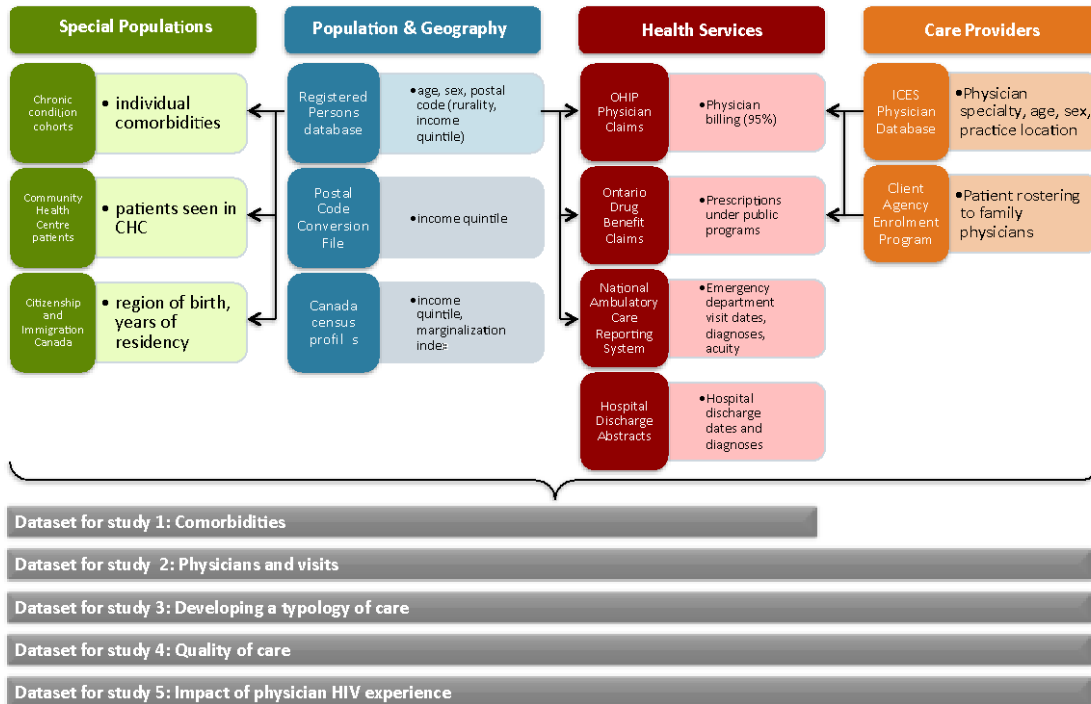 Special Populations
Chronic
condition
cohorts
• individual
comorbidities
Community
Health
Centre
patients
• patients seen in
CHC
Citizenship
and
Immigration
Canada
• region of birth,
years of
residency
Population & Geography
Registered
Persons
database
•age, sex, postal
code (rurality,
income
quintile)
Postal
Code
Conversion
File
•income quintile
Canada
census
profil s
•income
quintile,
marginalization
inde
Health Services
OHIP
Physician
Claims
•Physician
billing (95%)
Ontario
Drug
Benefit
Claims
•Prescriptions
under public
programs
National
Ambulatory
Care
Reporting
System
•Emergency
department
visit dates,
diagnoses,
acuity
Hospital
Discharge
Abstracts
•Hospital
discharge
dates and
diagnoses
Care Providers
ICES
Physician
Database
•Physician
specialty, age, sex,
practice location
Client
Agency
Enrolment
Program
•Patient rostering
to family
physicians
Dataset for study 1: Comorbidities
Dataset for study 2: Physicians and visits
Dataset for study 3: Developing a typology of care
Dataset for study 4: Quality of care
Dataset for study 5: Impact of physician HIV experience